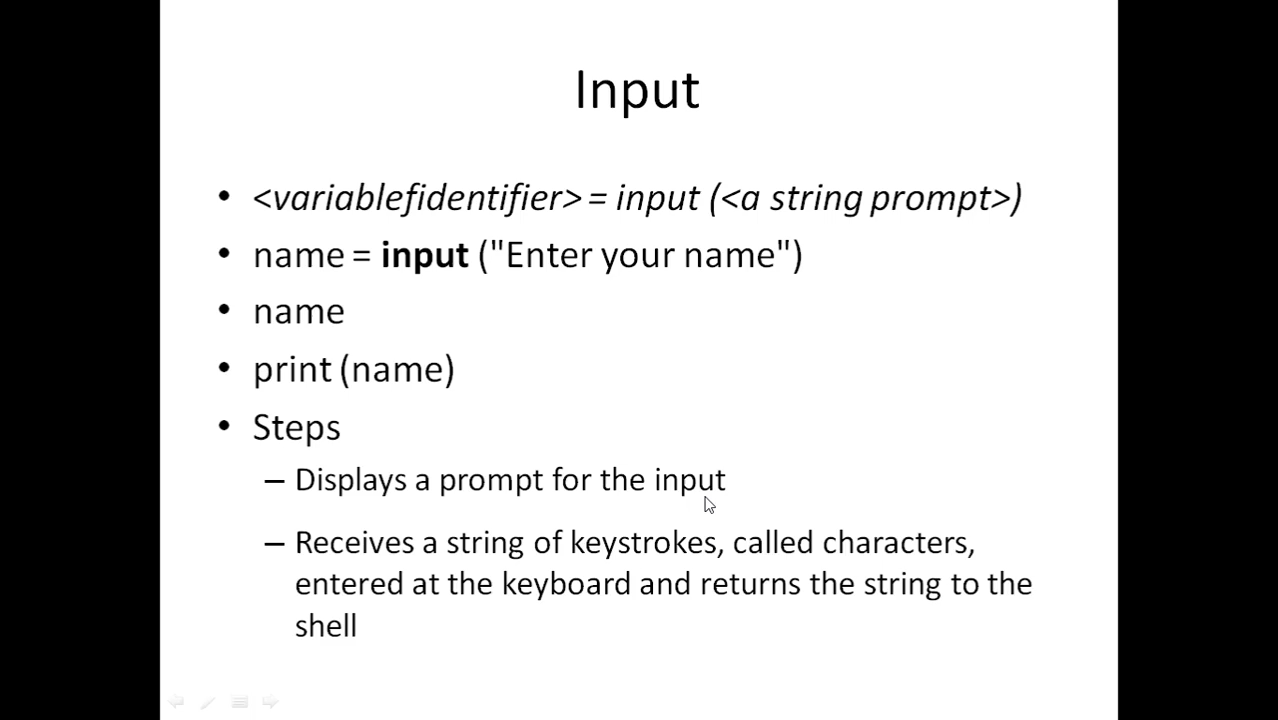 Input
• <variablefidentifier> = input (<a string prompt>)
• name = input ("Enter your name")
• name
• print (name)
• Steps
– Displays a prompt for the input
– Receives a string of keystrokes, called characters,
entered at the keyboard and returns the string to the
shell